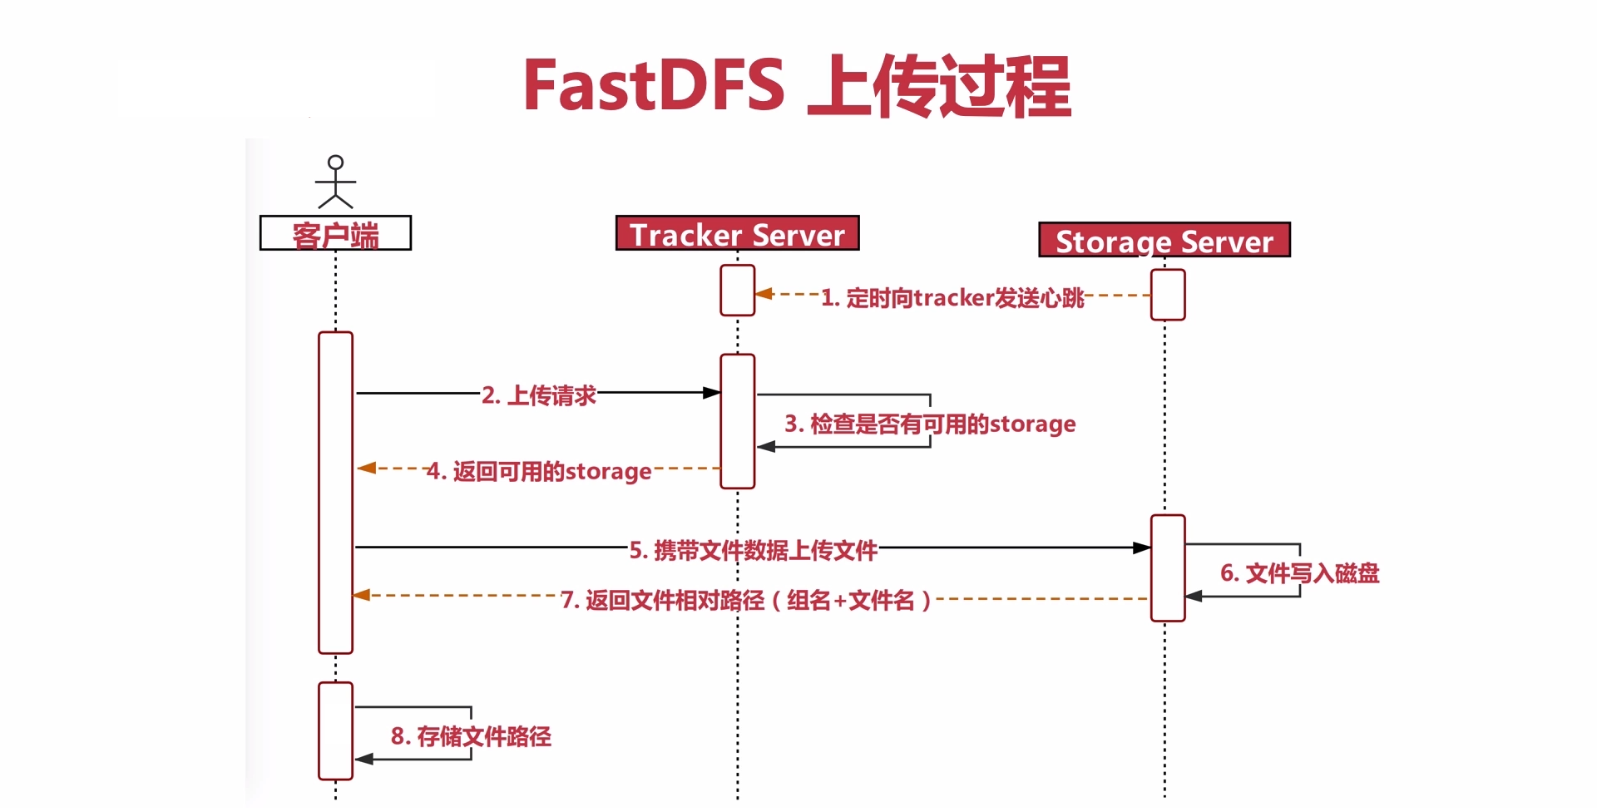 FastDFS 上传过程
客户端
Tracker Server
Storage Server
1. 定时向tracker发送心跳
2. 上传请求
3. 检查是否有可用的storage
4. 返回可用的storage
5. 携带文件数据上传文件
6. 文件写入磁盘
7. 返回文件相对路径（组名+文件名）
8. 存储文件路径